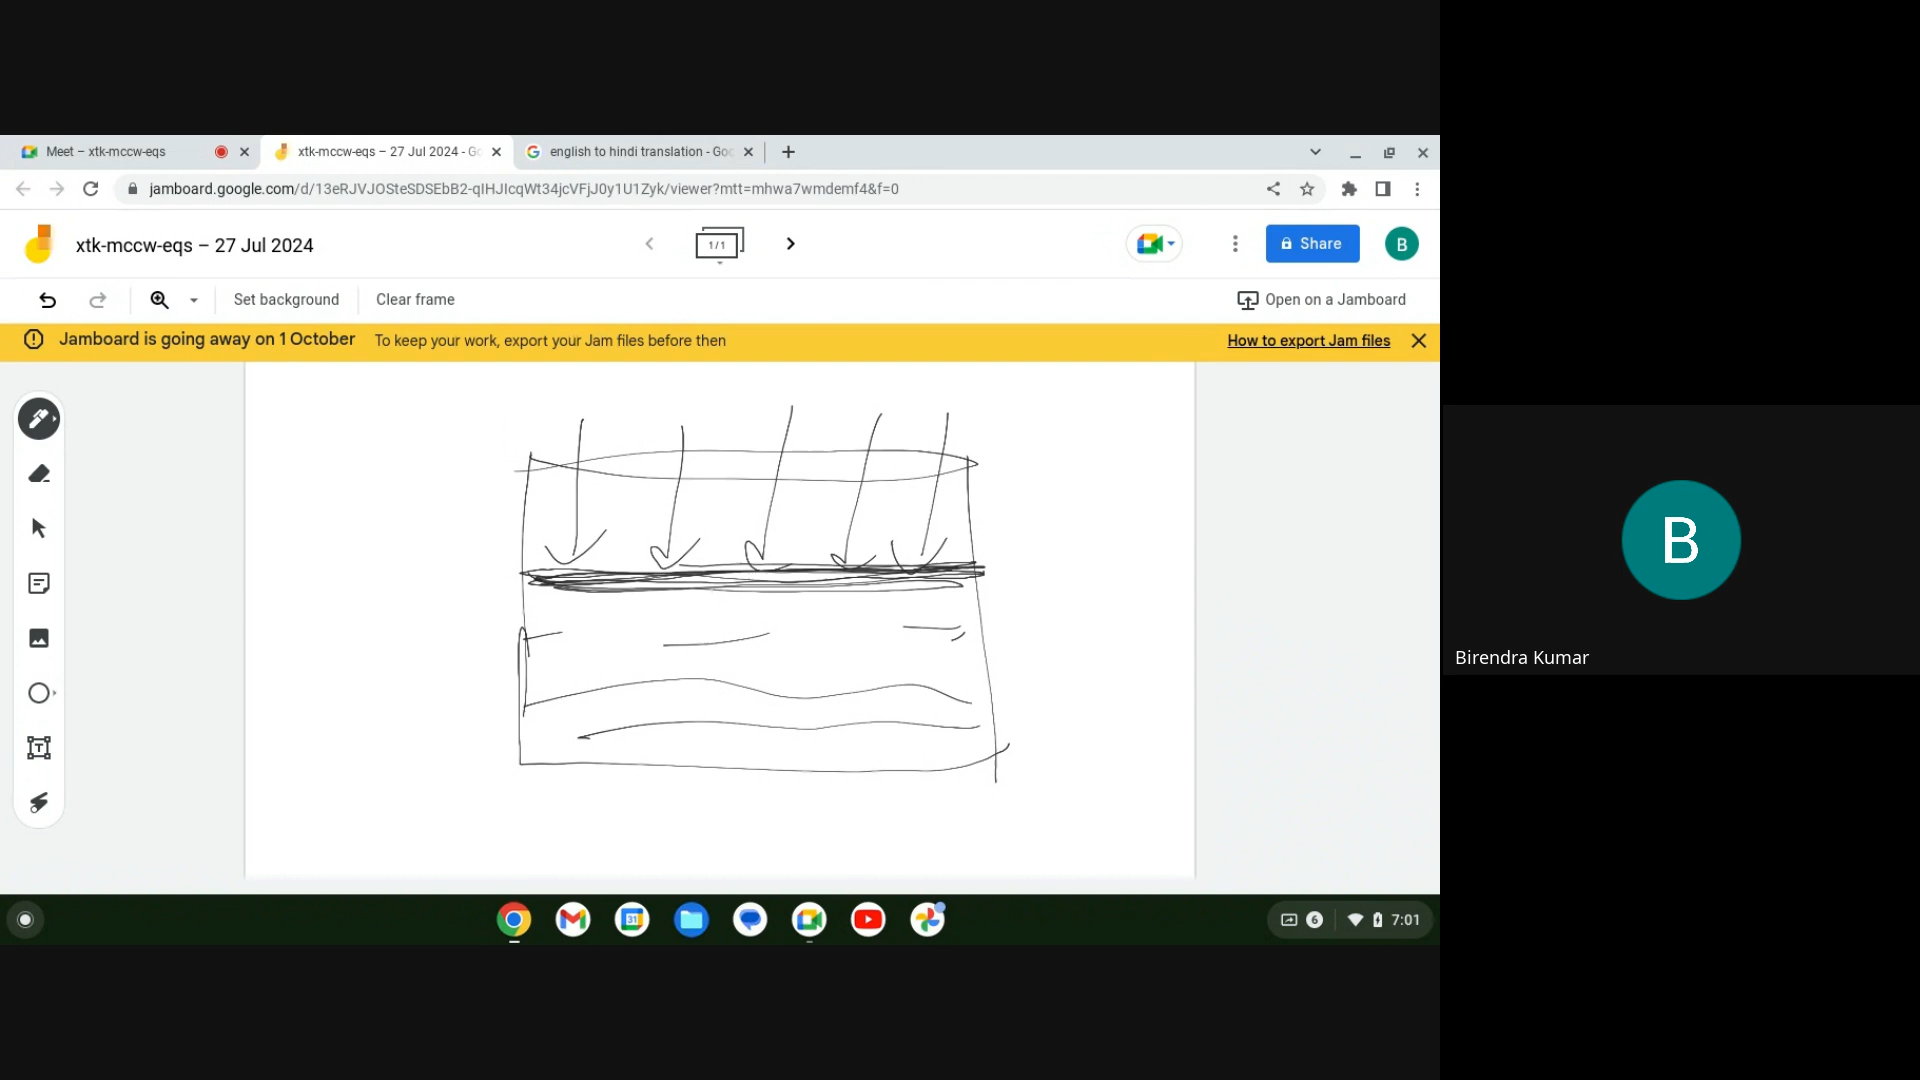 Meet – xtk-mccw-eqs
xtk-mccw-eqs – 27 Jul 2024 - Go
english to hindi translation - Goo
jamboard.google.com/d/13eRJVJOSteSDSEbB2-qIHJIcqWt34jcVFjJ0y1U1Zyk/viewer?mtt=mhwa7wmdemf4&f=0
xtk-mccw-eqs – 27 Jul 2024
1/1
Share
B
Set background
Clear frame
Open on a Jamboard
Jamboard is going away on 1 October
To keep your work, export your Jam files before then
How to export Jam files
T
B
Birendra Kumar
31
6
7:01